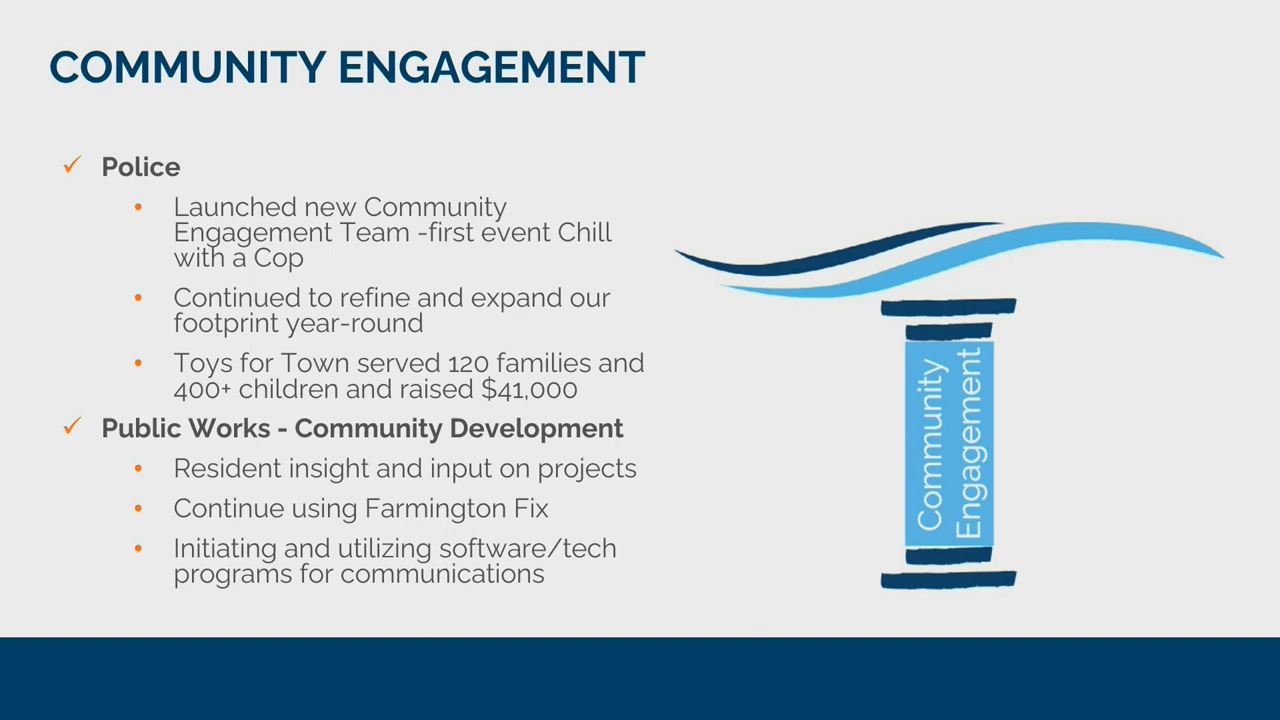 COMMUNITY ENGAGEMENT
✓ Police
• Launched new Community
Engagement Team -first event Chill
with a Cop
• Continued to refine and expand our
footprint year-round
• Toys for Town served 120 families and
400+ children and raised $41,000
✓ Public Works - Community Development
• Resident insight and input on projects
• Continue using Farmington Fix
• Initiating and utilizing software/tech
programs for communications
Community
Engagement